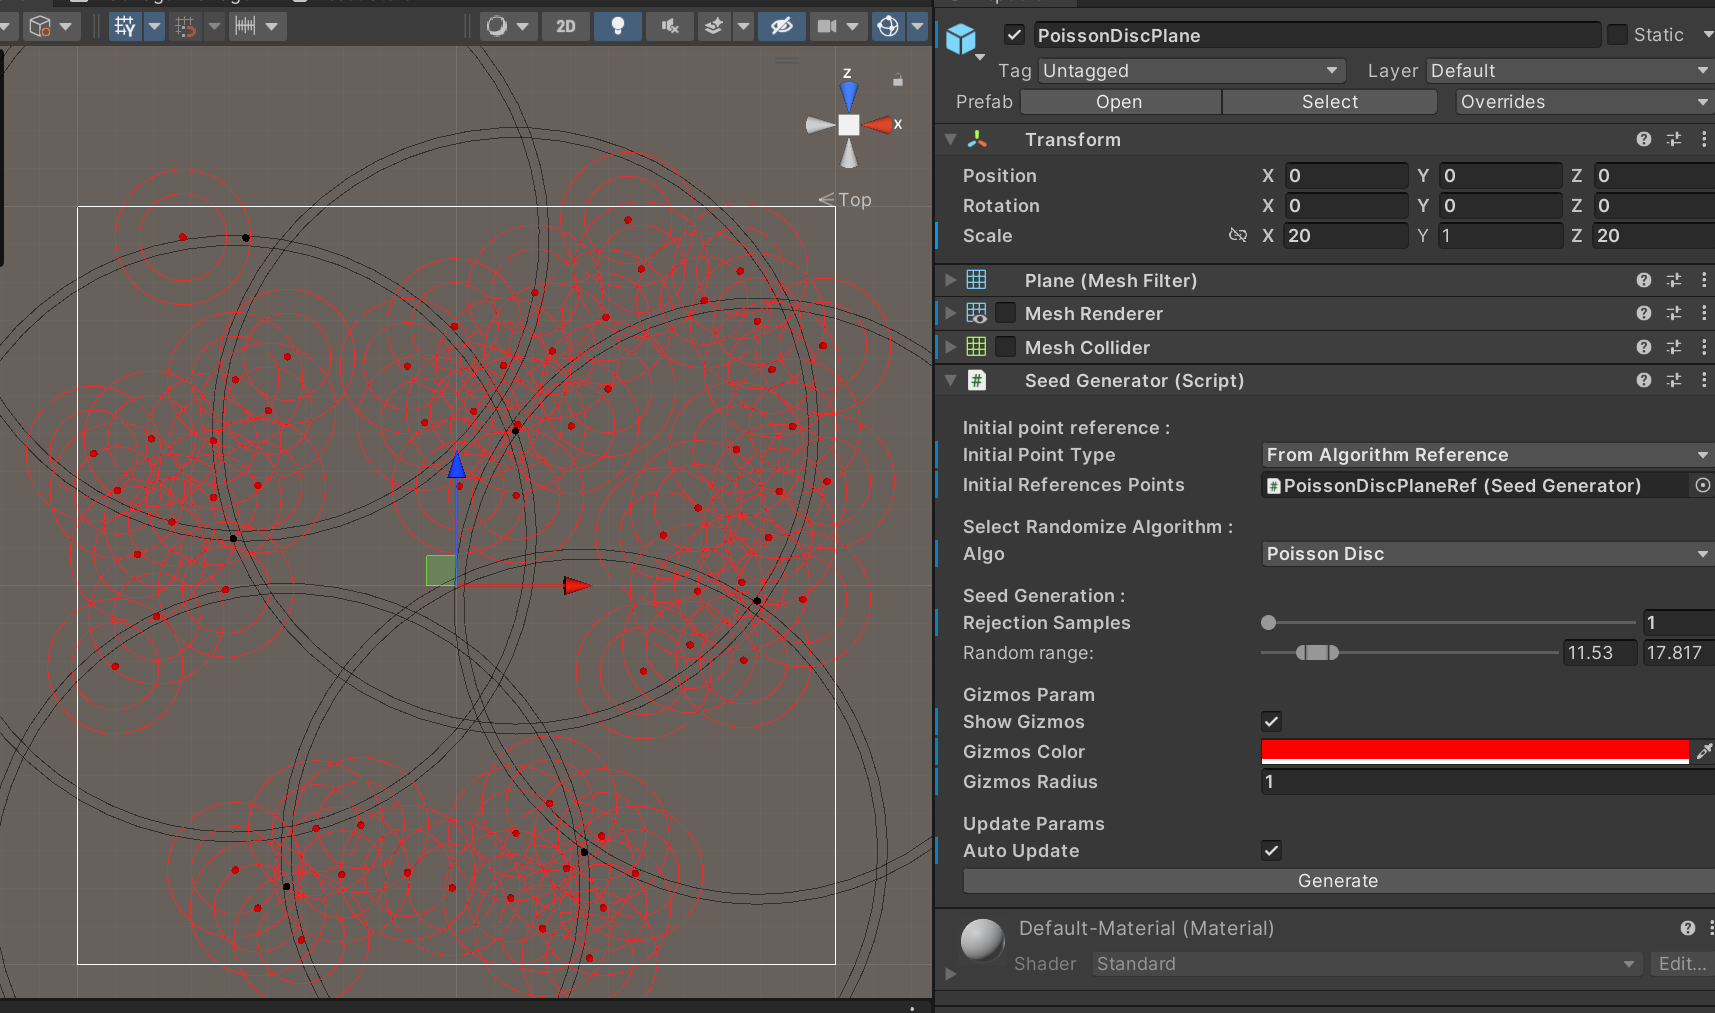 2D
Z
X
Top
PoissonDiscPlane
Static
Tag
Untagged
Layer
Default
Prefab
Open
Select
Overrides
Transform
Position X 0 Y 0 Z 0
Rotation X 0 Y 0 Z 0
Scale X 20 Y 1 Z 20
Plane (Mesh Filter)
Mesh Renderer
Mesh Collider
# Seed Generator (Script)
Initial point reference :
Initial Point Type From Algorithm Reference
Initial References Points # PoissonDiscPlaneRef (Seed Generator)
Select Randomize Algorithm :
Algo Poisson Disc
Seed Generation :
Rejection Samples 1
Random range: 11.53 17.817
Gizmos Param
Show Gizmos
Gizmos Color
Gizmos Radius 1
Update Params
Auto Update
Generate
Default-Material (Material)
Shader Standard Edit...